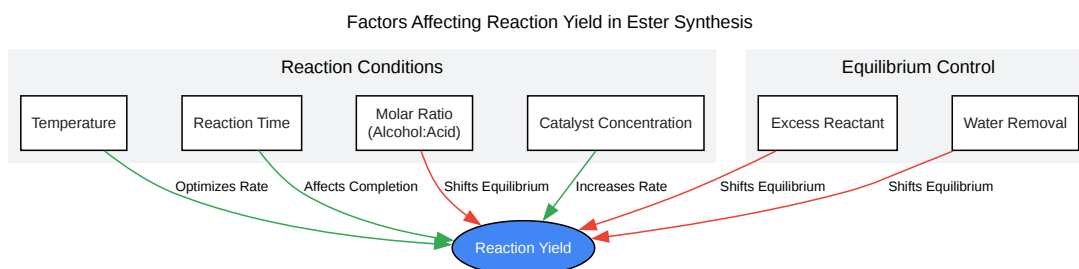 Factors Affecting Reaction Yield in Ester Synthesis
Reaction Conditions
Equilibrium Control
Temperature
Reaction Time
Molar Ratio
(Alcohol:Acid)
Catalyst Concentration
Excess Reactant
Water Removal
Optimizes Rate
Affects Completion
Shifts Equilibrium
Increases Rate
Shifts Equilibrium
Shifts Equilibrium
Reaction Yield